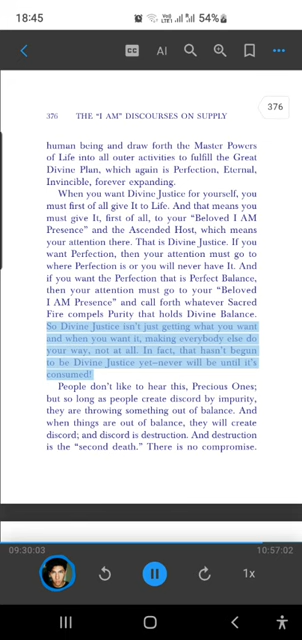 18:45
54%
CC
AI
376
376 THE "I AM" DISCOURSES ON SUPPLY
human being and draw forth the Master Powers
of Life into all outer activities to fulfill the Great
Divine Plan, which again is Perfection, Eternal,
Invincible, forever expanding.
When you want Divine Justice for yourself, you
must first of all give It to Life. And that means you
must give It, first of all, to your "Beloved I AM
Presence" and the Ascended Host, which means
your attention there. That is Divine Justice. If you
want Perfection, then your attention must go to
where Perfection is or you will never have It. And
if you want the Perfection that is Perfect Balance,
then your attention must go to your "Beloved
I AM Presence" and call forth whatever Sacred
Fire compels Purity that holds Divine Balance.
So Divine Justice isn't just getting what you want
and when you want it, making everybody else do
your way, not at all. In fact, that hasn't begun
to be Divine Justice yet—never will be until it's
consumed!
People don't like to hear this, Precious Ones;
but so long as people create discord by impurity,
they are throwing something out of balance. And
when things are out of balance, they will create
discord; and discord is destruction. And destruction
is the "second death." There is no compromise.
09:30:03
10:57:02
1x